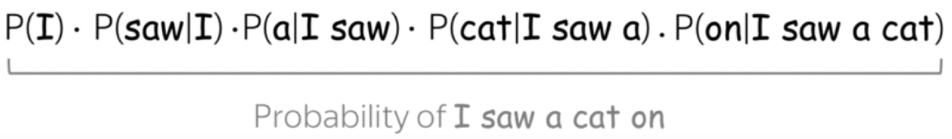 P(I) · P(saw|I) ·P(a|I saw) · P(cat|I saw a) . P(on|I saw a cat)
Probability of I saw a cat on